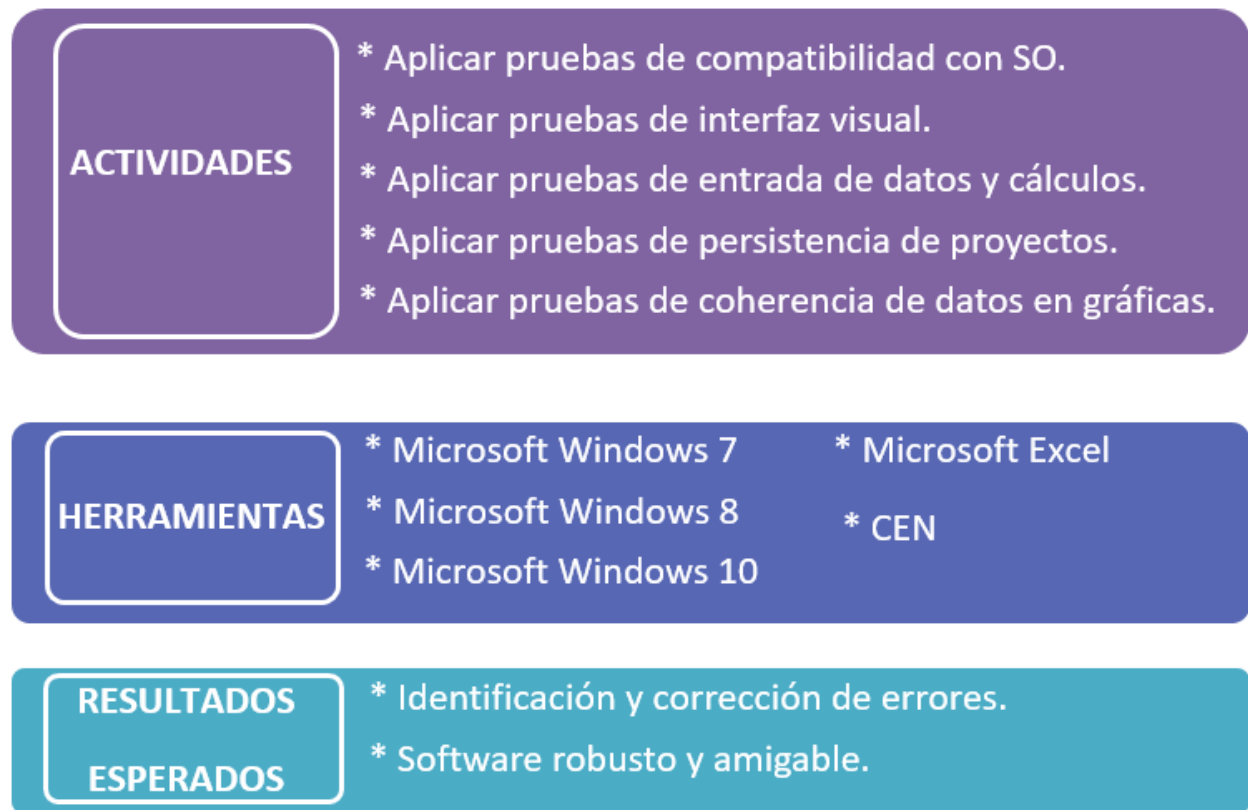 ACTIVIDADES
* Aplicar pruebas de compatibilidad con SO.
* Aplicar pruebas de interfaz visual.
* Aplicar pruebas de entrada de datos y cálculos.
* Aplicar pruebas de persistencia de proyectos.
* Aplicar pruebas de coherencia de datos en gráficas.
HERRAMIENTAS
* Microsoft Windows 7
* Microsoft Windows 8
* Microsoft Windows 10
* Microsoft Excel
* CEN
RESULTADOS
ESPERADOS
* Identificación y corrección de errores.
* Software robusto y amigable.